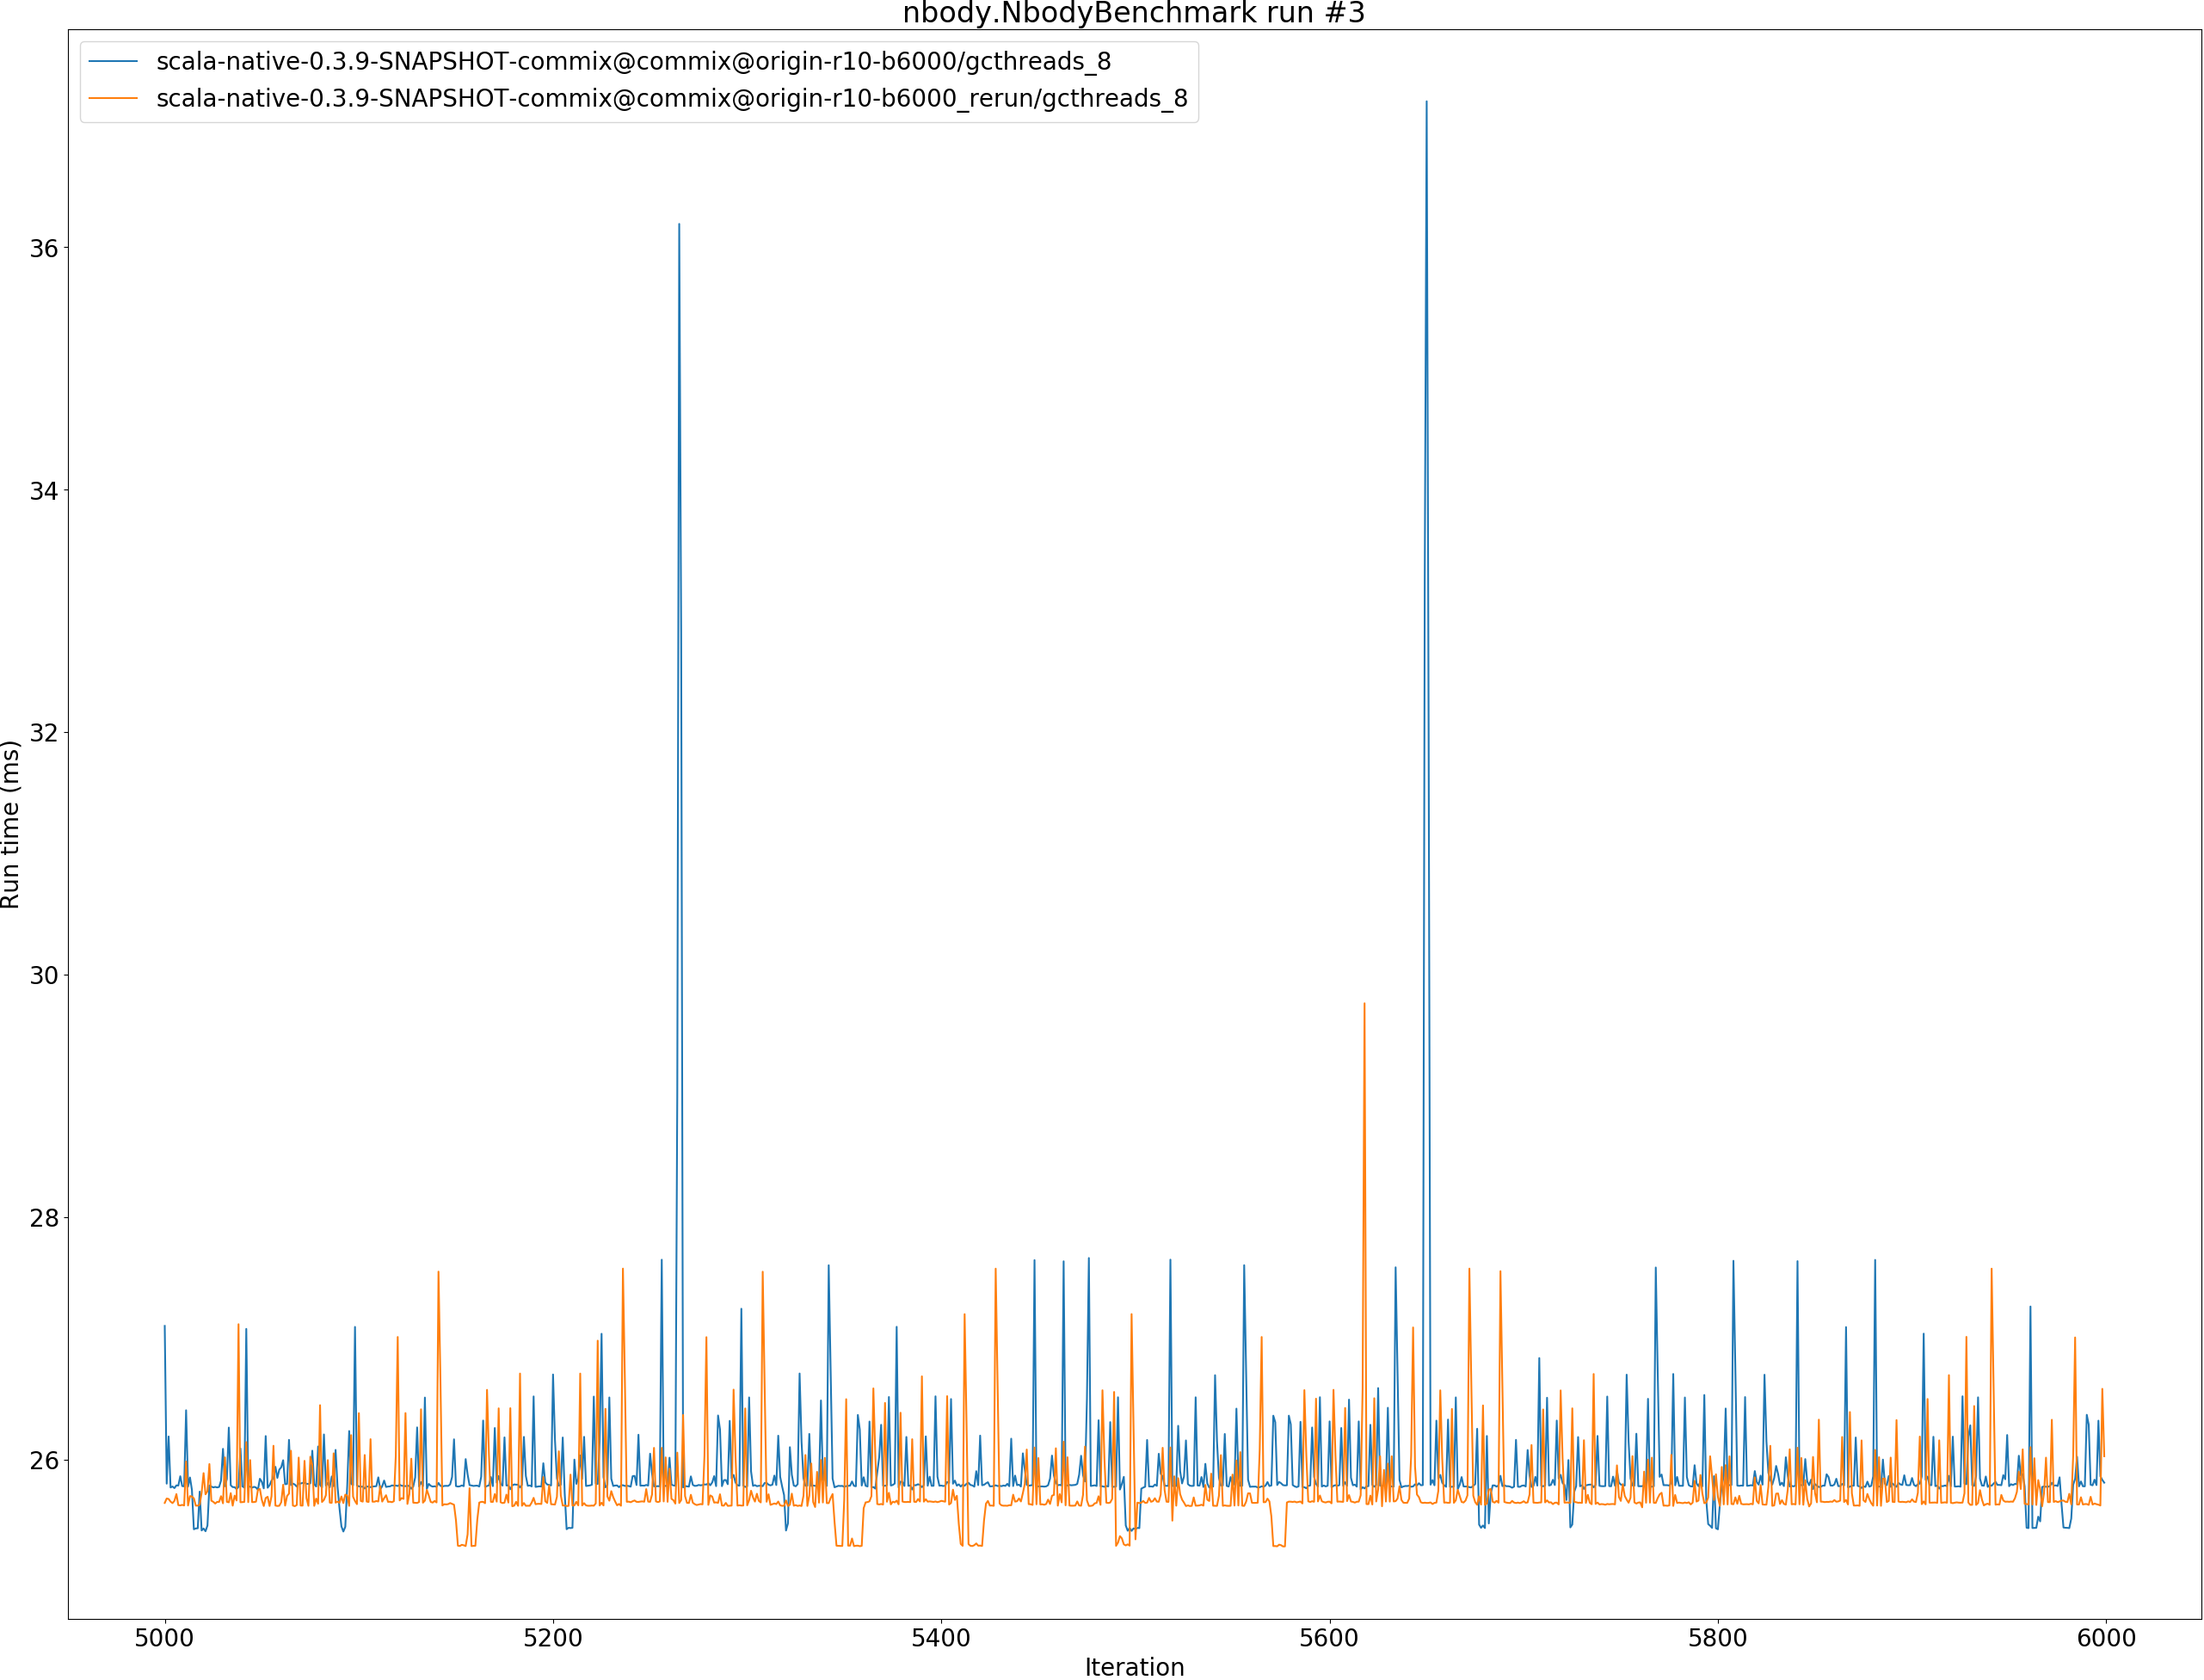 nbody.NbodyBenchmark run #3
scala-native-0.3.9-SNAPSHOT-commix@commix@origin-r10-b6000/gcthreads_8
scala-native-0.3.9-SNAPSHOT-commix@commix@origin-r10-b6000_rerun/gcthreads_8
Run time (ms)
36
34
32
30
28
26
5000 5200 5400 5600 5800 6000
Iteration